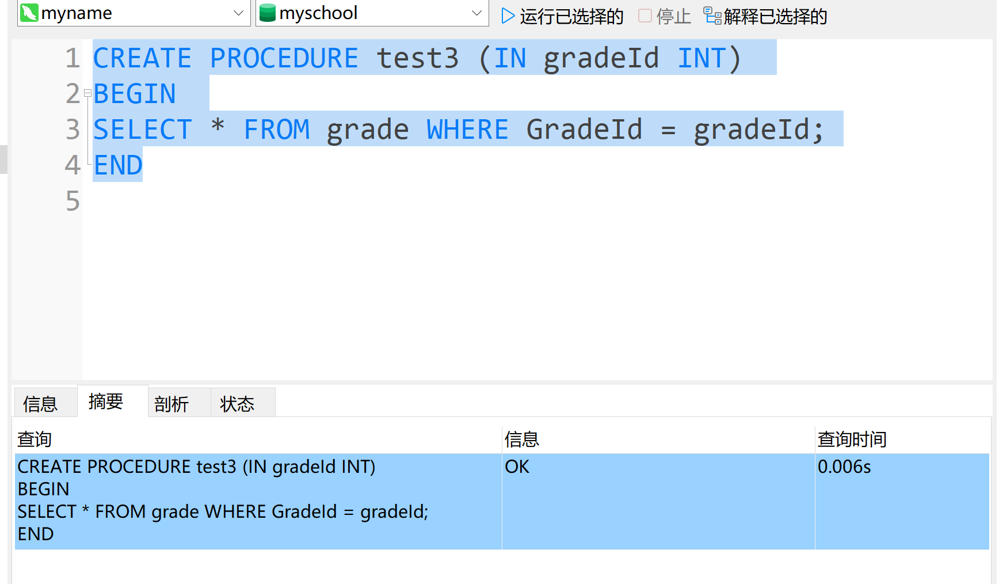 myname myschool 运行已选择的 停止 解释已选择的
1 CREATE PROCEDURE test3 (IN gradeId INT)
2 BEGIN
3 SELECT * FROM grade WHERE GradeId = gradeId;
4 END
5
信息 摘要 剖析 状态
查询 信息 查询时间
CREATE PROCEDURE test3 (IN gradeId INT) OK 0.006s
BEGIN
SELECT * FROM grade WHERE GradeId = gradeId;
END